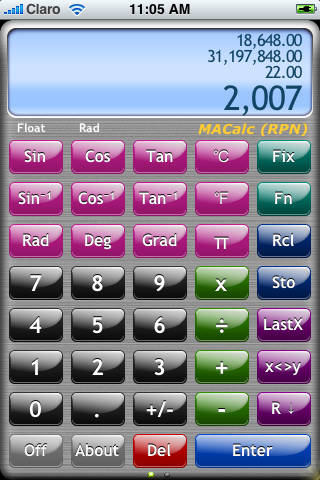 Claro 11:05 AM
18,648.00
31,197,848.00
22.00
2,007
Float Rad MACalc (RPN)
Sin Cos Tan °C Fix
Sin⁻¹ Cos⁻¹ Tan⁻¹ °F Fn
Rad Deg Grad π Rcl
7 8 9 x Sto
4 5 6 ÷ LastX
1 2 3 + x<>y
0 . +/- - R ↓
Off About Del Enter